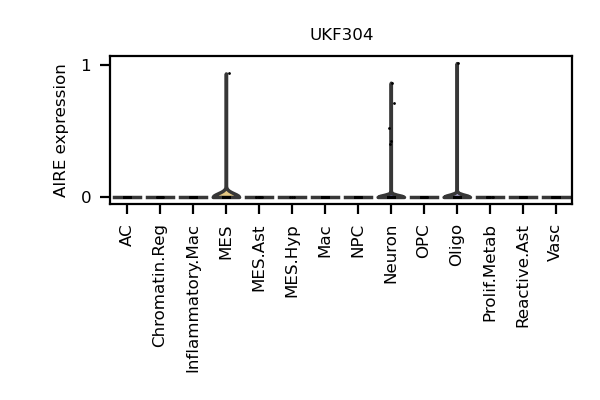 UKF304
AIRE expression
1
0
AC
Chromatin.Reg
Inflammatory.Mac
MES
MES.Ast
MES.Hyp
Mac
NPC
Neuron
OPC
Oligo
Prolif.Metab
Reactive.Ast
Vasc